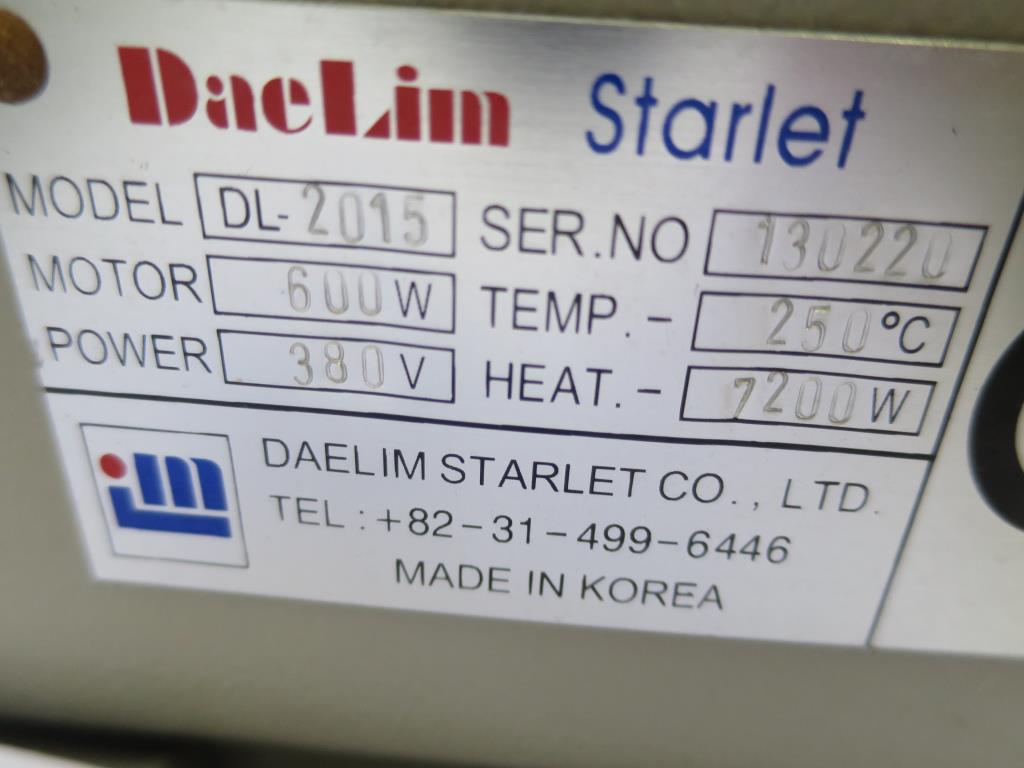 DaeLim Starlet
MODEL DL-2015 SER.NO 130220
MOTOR 600W TEMP.- 250°C
POWER 380V HEAT.- 7200W
DAELIM STARLET CO., LTD.
TEL : +82-31-499-6446
MADE IN KOREA